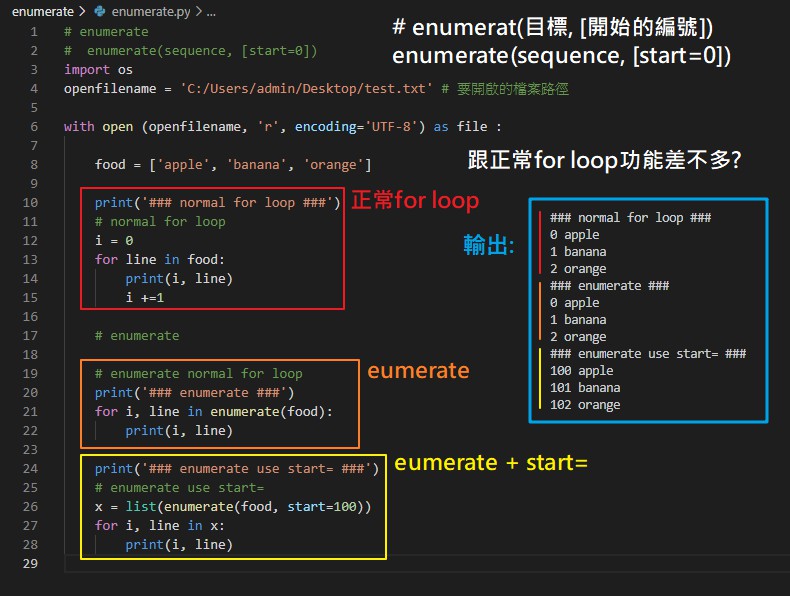 enumerate > enumerate.py > ...
1 # enumerate
2 #  enumerate(sequence, [start=0])
3 import os
4 openfilename = 'C:/Users/admin/Desktop/test.txt' # 要開啟的檔案路徑
5
6 with open (openfilename, 'r', encoding='UTF-8') as file :
7
8     food = ['apple', 'banana', 'orange']
9
10     print('### normal for loop ###')
11     # normal for loop
12     i = 0
13     for line in food:
14         print(i, line)
15         i +=1
16
17     # enumerate
18
19     # enumerate normal for loop
20     print('### enumerate ###')
21     for i, line in enumerate(food):
22         print(i, line)
23
24     print('### enumerate use start= ###')
25     # enumerate use start=
26     x = list(enumerate(food, start=100))
27     for i, line in x:
28         print(i, line)
29
# enumerat(目標, [開始的編號])
enumerate(sequence, [start=0])
跟正常for loop功能差不多?
正常for loop
eumerate
eumerate + start=
輸出:
### normal for loop ###
0 apple
1 banana
2 orange
### enumerate ###
0 apple
1 banana
2 orange
### enumerate use start= ###
100 apple
101 banana
102 orange